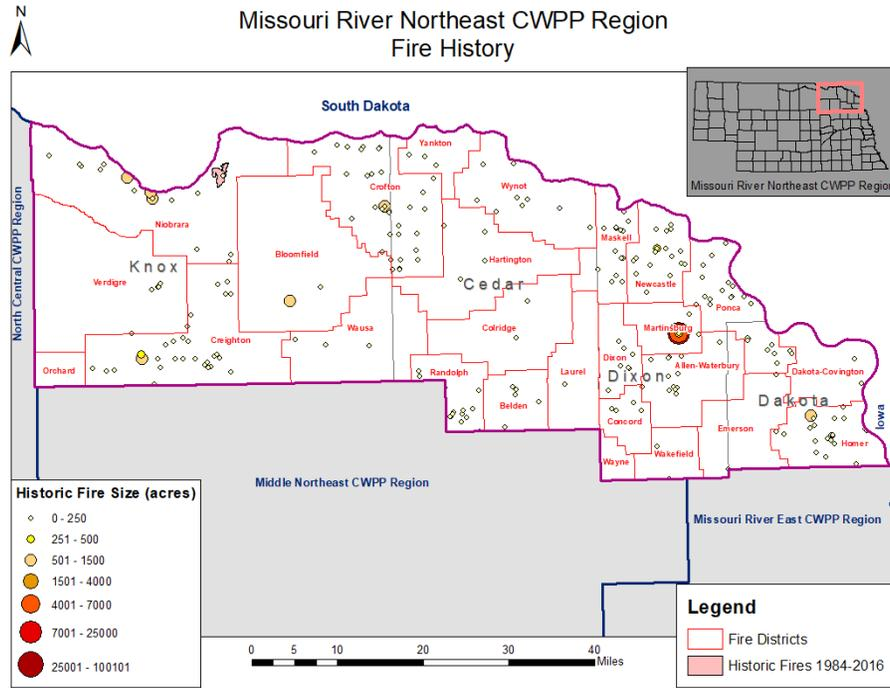 Missouri River Northeast CWPP Region
Fire History
N
South Dakota
Missouri River Northeast CWPP Region
North Central CWPP Region
Yankton
Crofton
Wynot
Niobrara
Maskell
Bloomfield
Hartington
Knox
Verdigre
Cedar
Newcastle
Ponca
Wausa
Colridge
Martinsburg
Creighton
Orchard
Randolph
Laurel
Dixon
Allen-Waterbury
Dakota-Covington
Dixon
Belden
Dakota
Iowa
Concord
Emerson
Homer
Wayne
Wakefield
Middle Northeast CWPP Region
Missouri River East CWPP Region
Historic Fire Size (acres)
0 - 250
251 - 500
501 - 1500
1501 - 4000
4001 - 7000
7001 - 25000
25001 - 100101
0 5 10 20 30 40
Miles
Legend
Fire Districts
Historic Fires 1984-2016